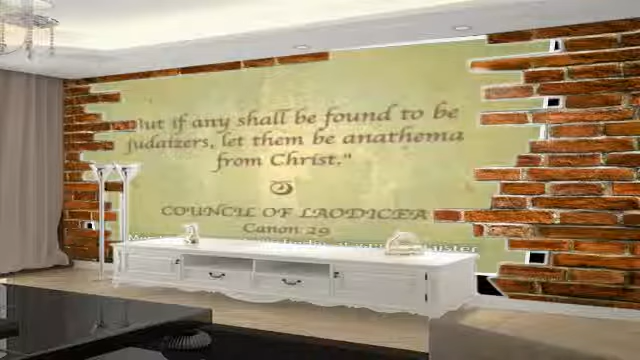 But if any shall be found to be
judaizers, let them be anathema
from Christ."
COUNCIL OF LAODICEA
Canon 29